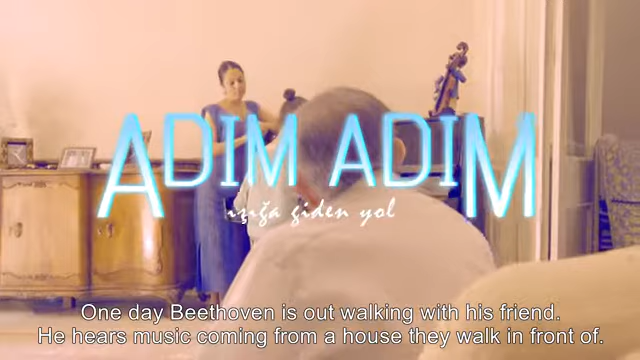 ADIM ADIM
ışığa giden yol
One day Beethoven is out walking with his friend.
He hears music coming from a house they walk in front of.